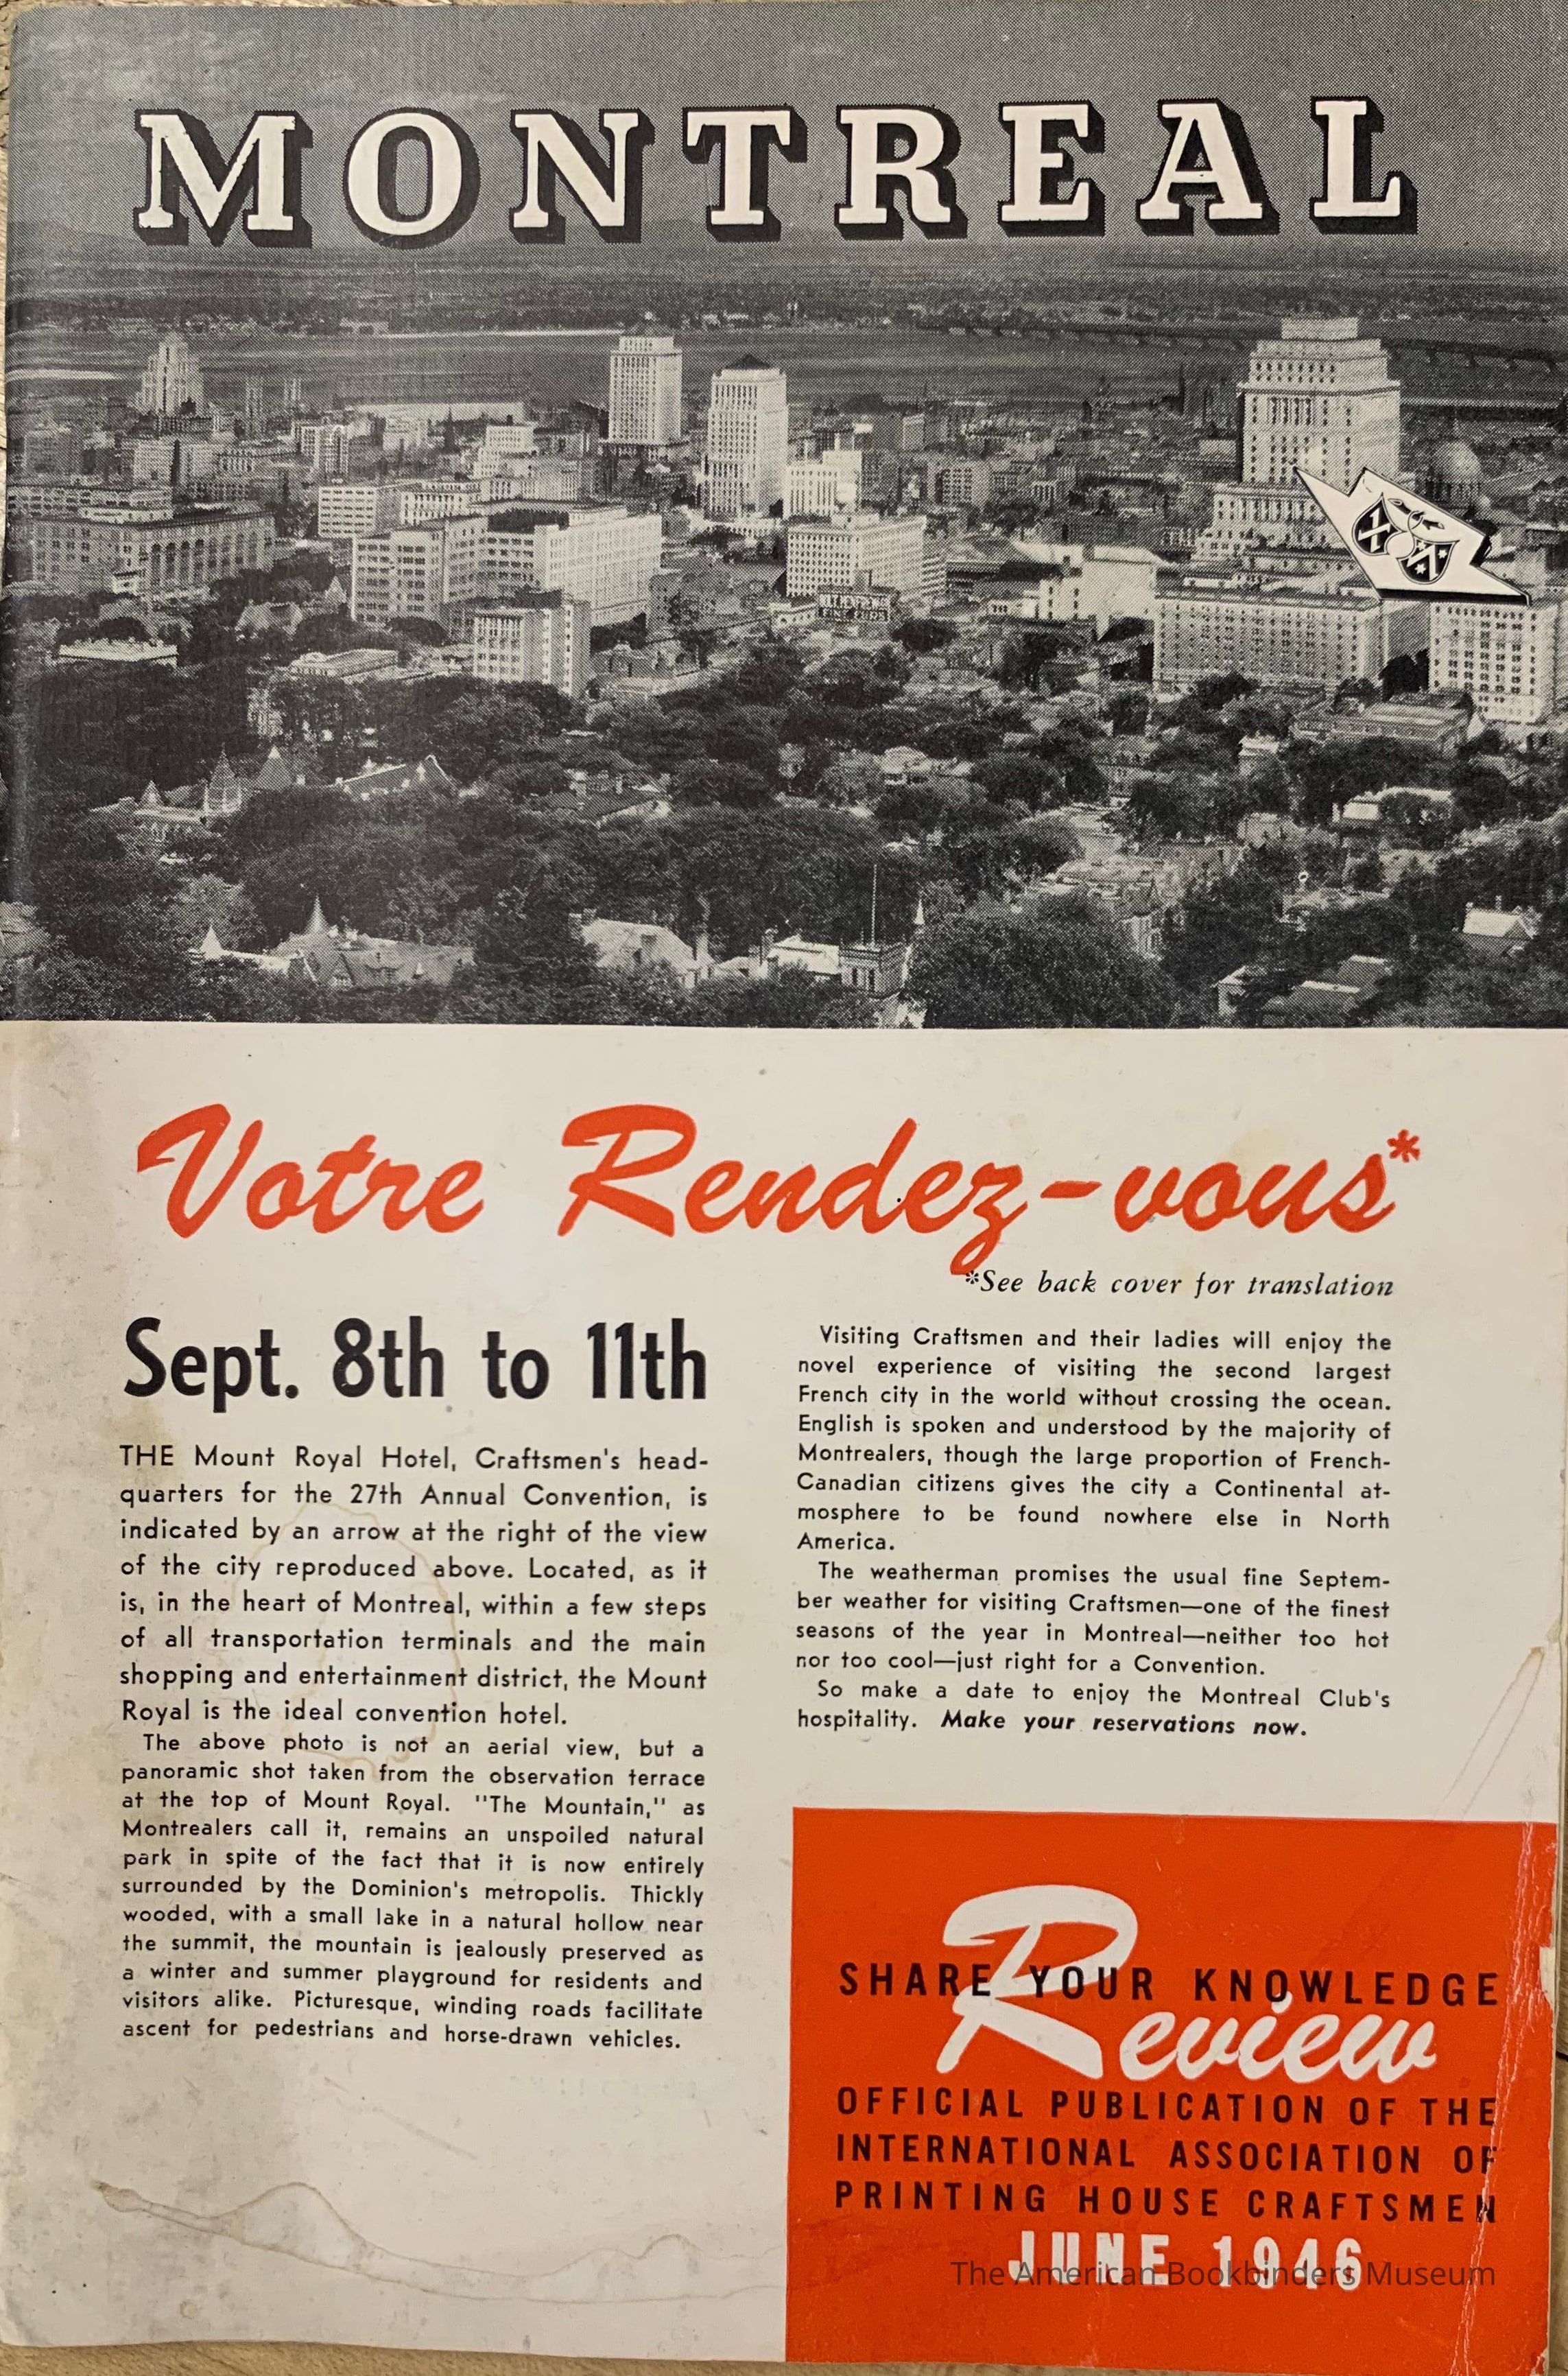 MONTREAL
FINE FURS
Votre Rendez-vous*
*See back cover for translation
Sept. 8th to 11th
THE Mount Royal Hotel, Craftsmen's head-
quarters for the 27th Annual Convention, is
indicated by an arrow at the right of the view
of the city reproduced above. Located, as it
is, in the heart of Montreal, within a few steps
of all transportation terminals and the main
shopping and entertainment district, the Mount
Royal is the ideal convention hotel.
The above photo is not an aerial view, but a
panoramic shot taken from the observation terrace
at the top of Mount Royal. "The Mountain," as
Montrealers call it, remains an unspoiled natural
park in spite of the fact that it is now entirely
surrounded by the Dominion's metropolis. Thickly
wooded, with a small lake in a natural hollow near
the summit, the mountain is jealously preserved as
a winter and summer playground for residents and
visitors alike. Picturesque, winding roads facilitate
ascent for pedestrians and horse-drawn vehicles.
Visiting Craftsmen and their ladies will enjoy the
novel experience of visiting the second largest
French city in the world without crossing the ocean.
English is spoken and understood by the majority of
Montrealers, though the large proportion of French-
Canadian citizens gives the city a Continental at-
mosphere to be found nowhere else in North
America.
The weatherman promises the usual fine Septem-
ber weather for visiting Craftsmen—one of the finest
seasons of the year in Montreal—neither too hot
nor too cool—just right for a Convention.
So make a date to enjoy the Montreal Club's
hospitality. Make your reservations now.
SHARE YOUR KNOWLEDGE
Review
OFFICIAL PUBLICATION OF THE
INTERNATIONAL ASSOCIATION OF
PRINTING HOUSE CRAFTSMEN
JUNE 1946
The American Bookbinders Museum